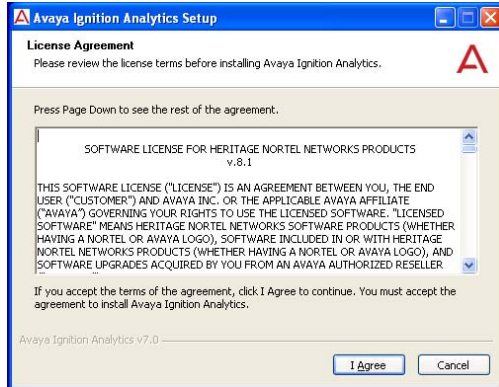 Avaya Ignition Analytics Setup
License Agreement
Please review the license terms before installing Avaya Ignition Analytics.
Press Page Down to see the rest of the agreement.
SOFTWARE LICENSE FOR HERITAGE NORTEL NETWORKS PRODUCTS
v.8.1
THIS SOFTWARE LICENSE ("LICENSE") IS AN AGREEMENT BETWEEN YOU, THE END
USER ("CUSTOMER") AND AVAYA INC. OR THE APPLICABLE AVAYA AFFILIATE
("AVAYA") GOVERNING YOUR RIGHTS TO USE THE LICENSED SOFTWARE. "LICENSED
SOFTWARE" MEANS HERITAGE NORTEL NETWORKS SOFTWARE PRODUCTS (WHETHER
HAVING A NORTEL OR AVAYA LOGO), SOFTWARE INCLUDED IN OR WITH HERITAGE
NORTEL NETWORKS PRODUCTS (WHETHER HAVING A NORTEL OR AVAYA LOGO), AND
SOFTWARE UPGRADES ACQUIRED BY YOU FROM AN AVAYA AUTHORIZED RESELLER
If you accept the terms of the agreement, click I Agree to continue. You must accept the
agreement to install Avaya Ignition Analytics.
Avaya Ignition Analytics v7.0
I Agree
Cancel